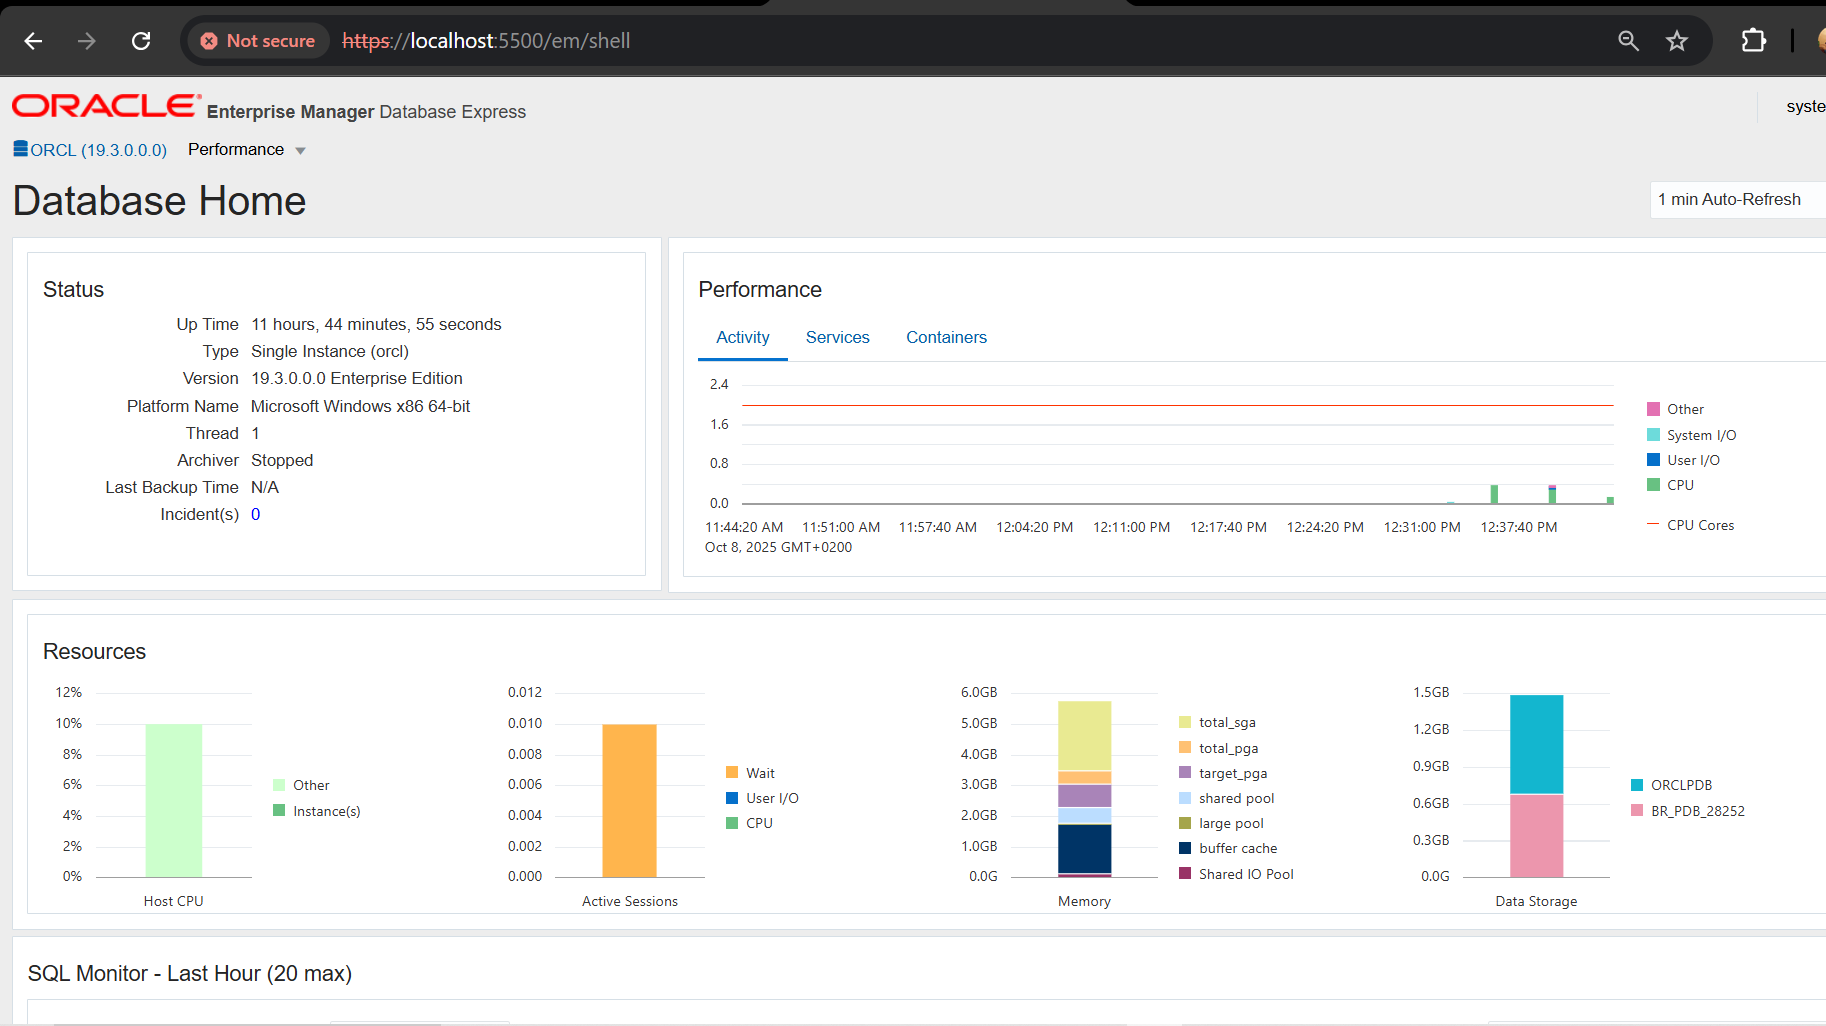 Not secure https://localhost:5500/em/shell
ORACLE Enterprise Manager Database Express
ORCL (19.3.0.0.0) Performance
Database Home
1 min Auto-Refresh
Status
Up Time 11 hours, 44 minutes, 55 seconds
Type Single Instance (orcl)
Version 19.3.0.0.0 Enterprise Edition
Platform Name Microsoft Windows x86 64-bit
Thread 1
Archiver Stopped
Last Backup Time N/A
Incident(s) 0
Performance
Activity Services Containers
2.4
1.6
0.8
0.0
11:44:20 AM 11:51:00 AM 11:57:40 AM 12:04:20 PM 12:11:00 PM 12:17:40 PM 12:24:20 PM 12:31:00 PM 12:37:40 PM
Oct 8, 2025 GMT+0200
Other
System I/O
User I/O
CPU
CPU Cores
Resources
12%
10%
8%
6%
4%
2%
0%
Host CPU
Other
Instance(s)
0.012
0.010
0.008
0.006
0.004
0.002
0.000
Active Sessions
Wait
User I/O
CPU
6.0GB
5.0GB
4.0GB
3.0GB
2.0GB
1.0GB
0.0G
Memory
total_sga
total_pga
target_pga
shared pool
large pool
buffer cache
Shared IO Pool
1.5GB
1.2GB
0.9GB
0.6GB
0.3GB
0.0G
Data Storage
ORCLPDB
BR_PDB_28252
SQL Monitor - Last Hour (20 max)